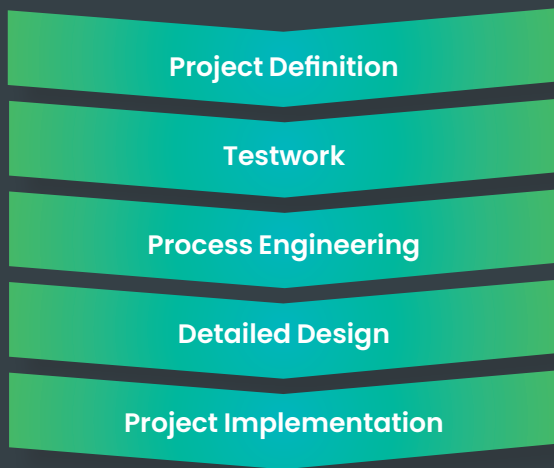 Project Definition
Testwork
Process Engineering
Detailed Design
Project Implementation